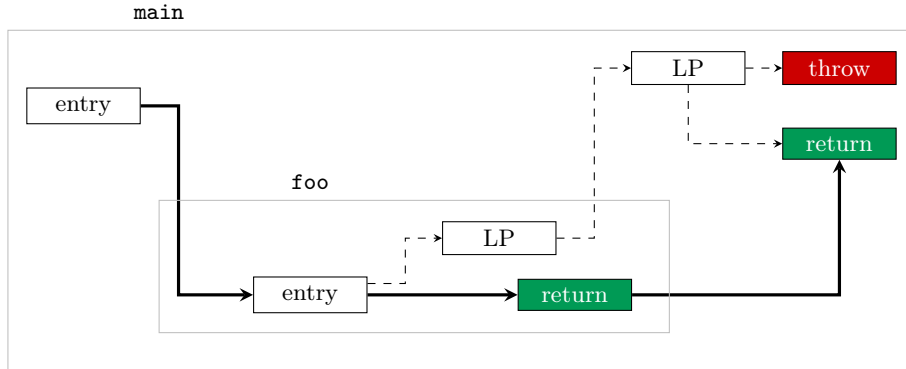 main
LP
throw
entry
return
foo
LP
entry
return